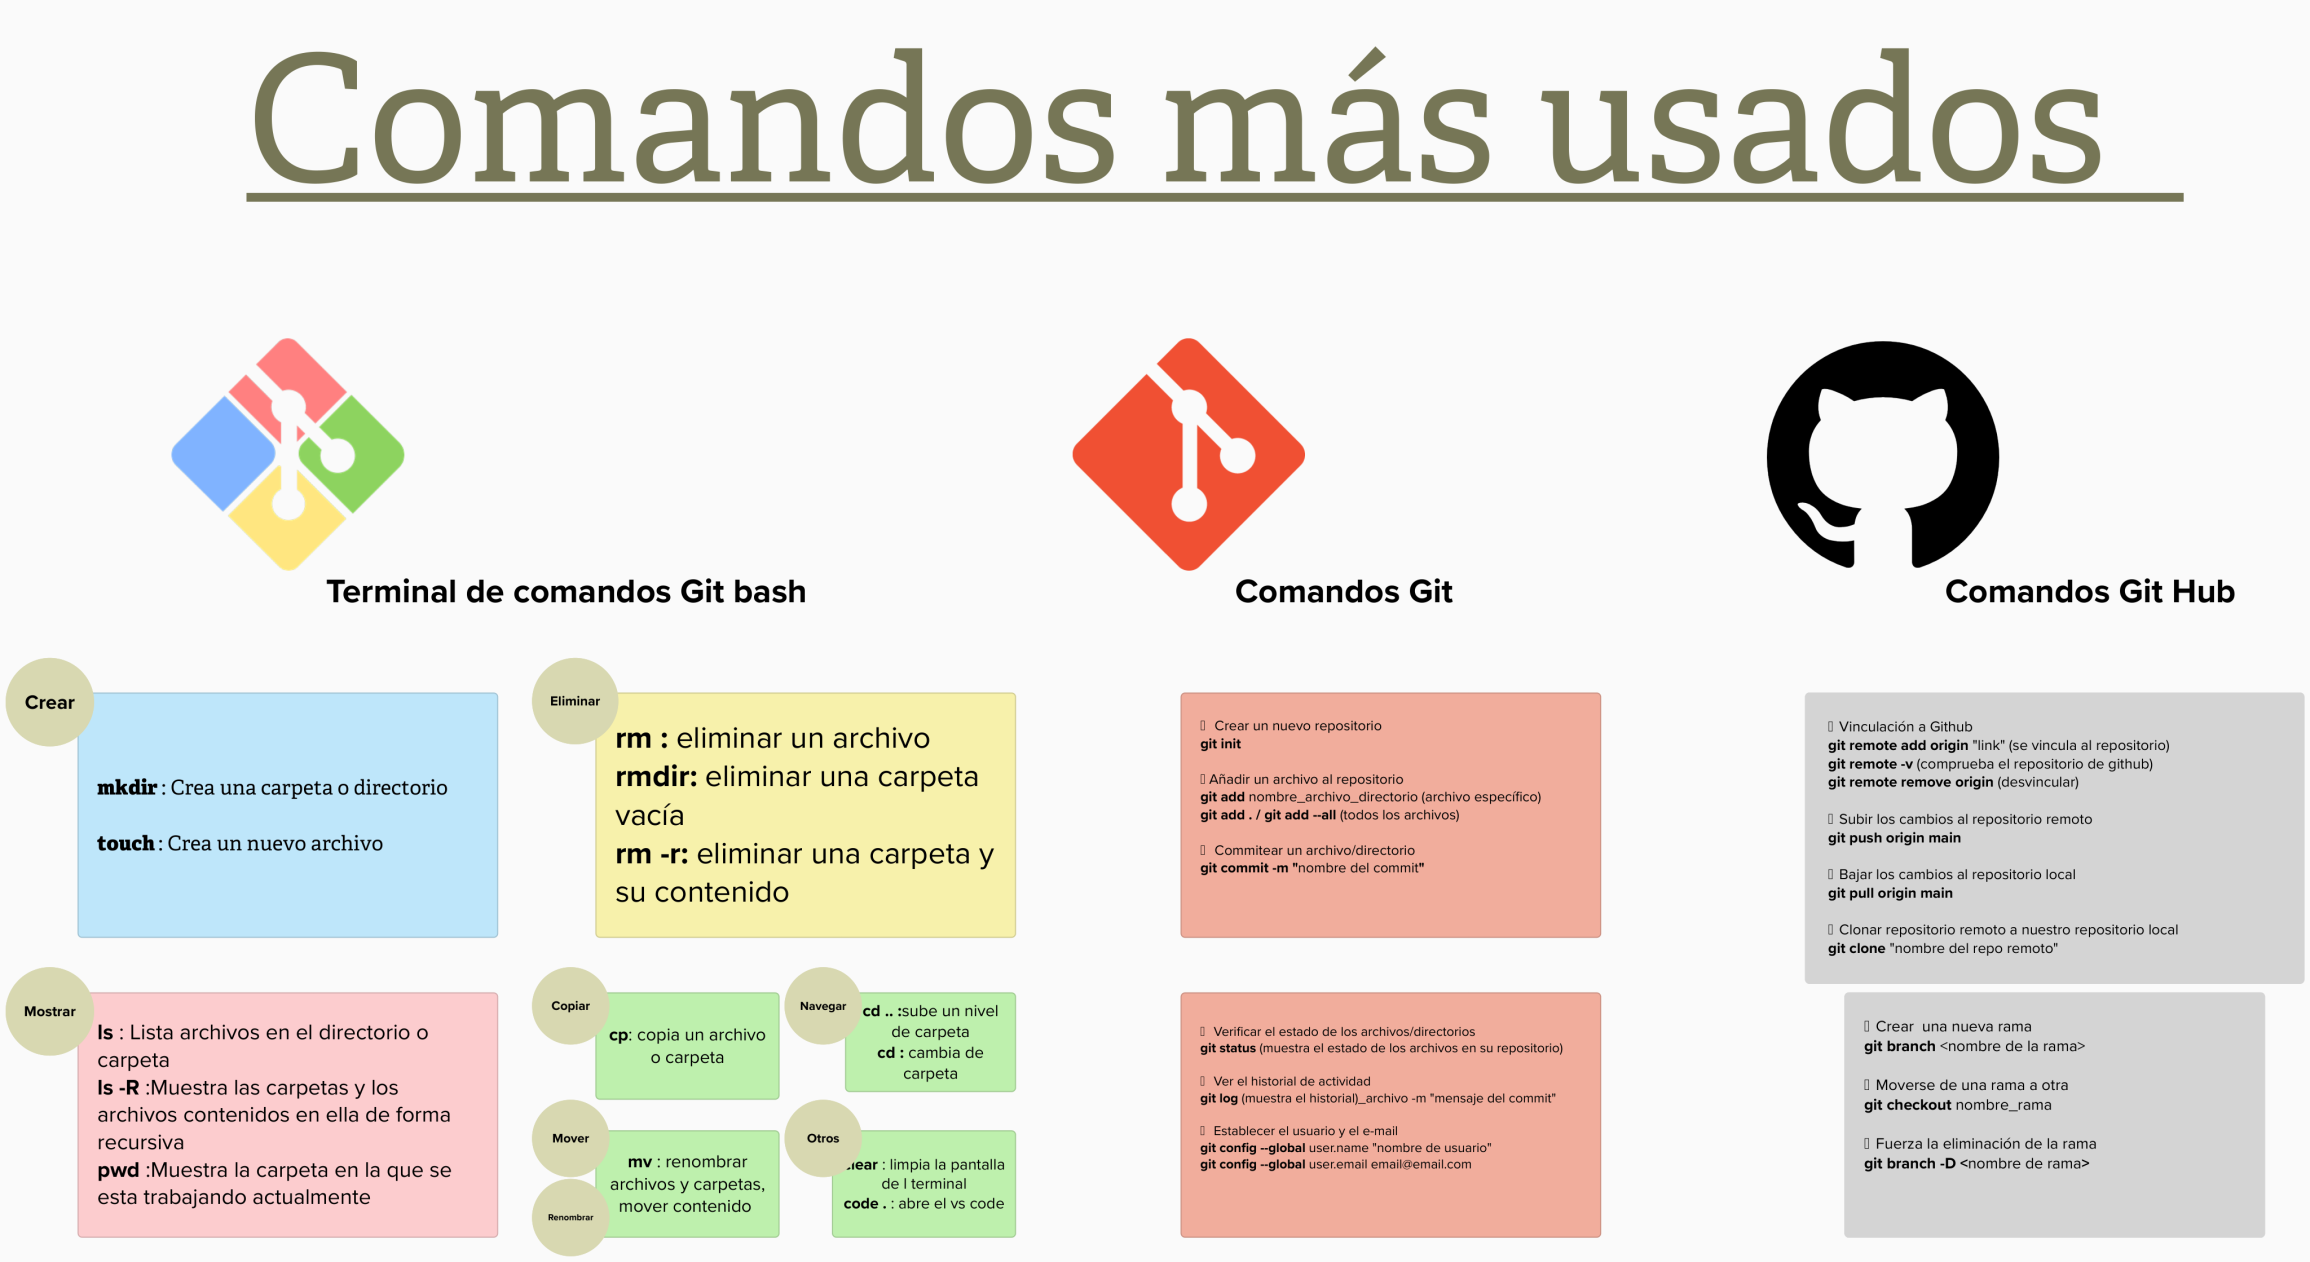 Comandos más usados
Terminal de comandos Git bash
Crear
mkdir : Crea una carpeta o directorio
touch : Crea un nuevo archivo
Eliminar
rm : eliminar un archivo
rmdir: eliminar una carpeta
vacía
rm -r: eliminar una carpeta y
su contenido
Mostrar
ls : Lista archivos en el directorio o
carpeta
ls -R :Muestra las carpetas y los
archivos contenidos en ella de forma
recursiva
pwd :Muestra la carpeta en la que se
esta trabajando actualmente
Copiar
cp: copia un archivo
o carpeta
Navegar
cd .. :sube un nivel
de carpeta
cd : cambia de
carpeta
Mover
Renombrar
mv : renombrar
archivos y carpetas,
mover contenido
Otros
clear : limpia la pantalla
de l terminal
code . : abre el vs code
Comandos Git
Crear un nuevo repositorio
git init
Añadir un archivo al repositorio
git add nombre_archivo_directorio (archivo específico)
git add . / git add --all (todos los archivos)
Commitear un archivo/directorio
git commit -m "nombre del commit"
Verificar el estado de los archivos/directorios
git status (muestra el estado de los archivos en su repositorio)
Ver el historial de actividad
git log (muestra el historial)_archivo -m "mensaje del commit"
Establecer el usuario y el e-mail
git config --global user.name "nombre de usuario"
git config --global user.email email@email.com
Comandos Git Hub
Vinculación a Github
git remote add origin "link" (se vincula al repositorio)
git remote -v (comprueba el repositorio de github)
git remote remove origin (desvincular)
Subir los cambios al repositorio remoto
git push origin main
Bajar los cambios al repositorio local
git pull origin main
Clonar repositorio remoto a nuestro repositorio local
git clone "nombre del repo remoto"
Crear  una nueva rama
git branch <nombre de la rama>
Moverse de una rama a otra
git checkout nombre_rama
Fuerza la eliminación de la rama
git branch -D <nombre de rama>